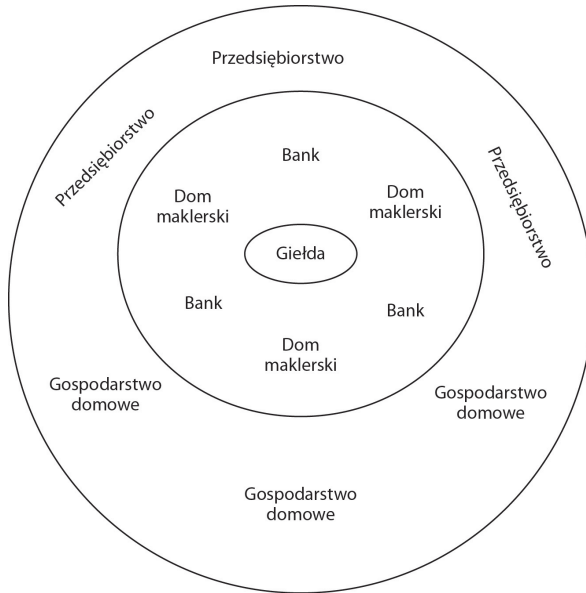 Przedsiębiorstwo
Przedsiębiorstwo
Przedsiębiorstwo
Bank
Dom
maklerski
Dom
maklerski
Giełda
Bank
Bank
Dom
maklerski
Gospodarstwo
domowe
Gospodarstwo
domowe
Gospodarstwo
domowe